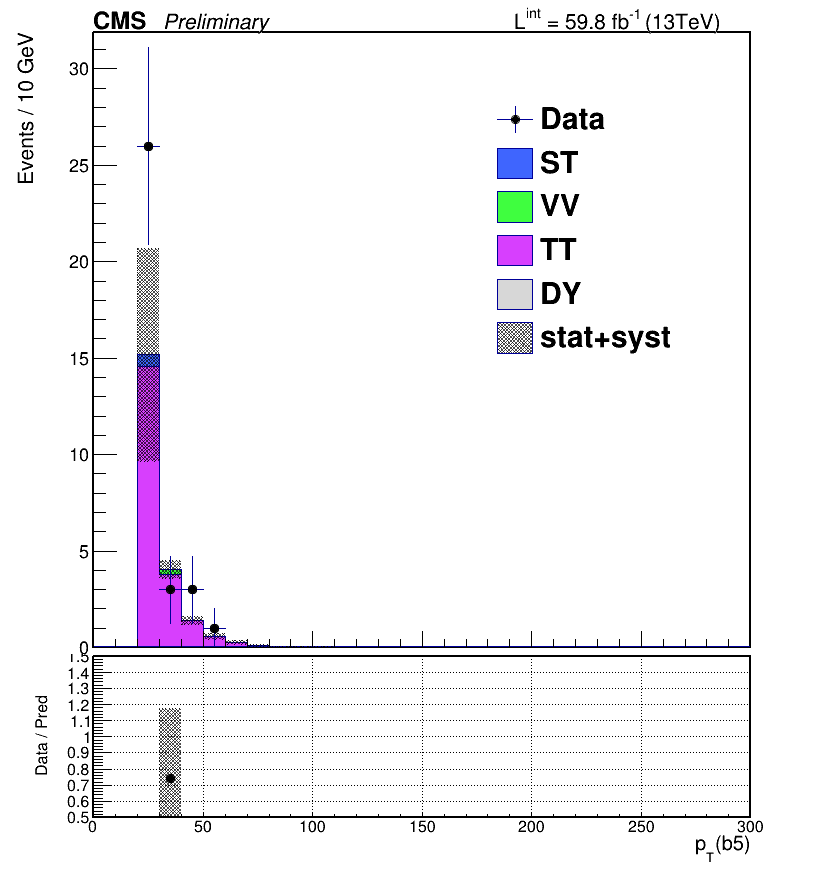 CMS Preliminary L^int = 59.8 fb^-1 (13TeV)
Events / 10 GeV
30
25
20
15
10
5
0
Data
ST
VV
TT
DY
stat+syst
Data / Pred
1.5
1.4
1.3
1.2
1.1
1
0.9
0.8
0.7
0.6
0.5
0 50 100 150 200 250 300
p_T(b5)